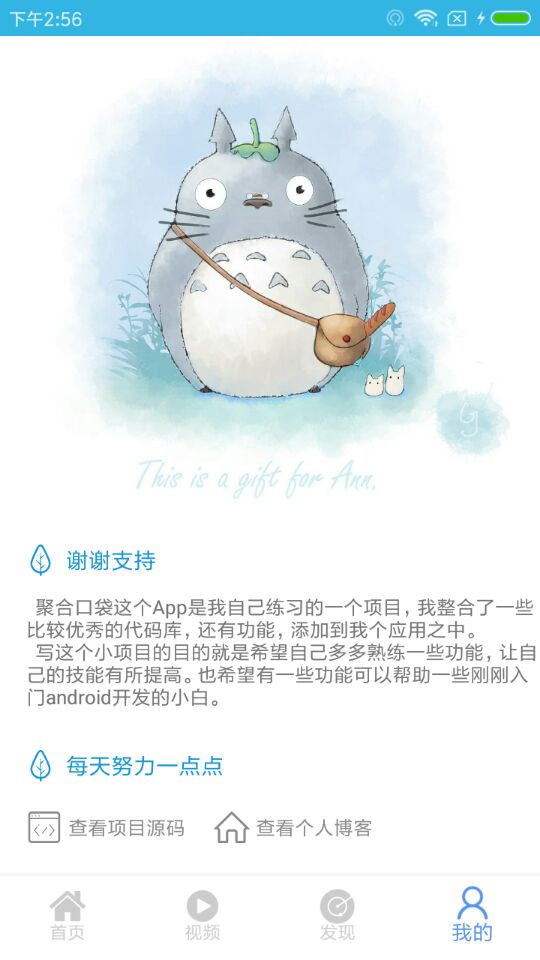 下午2:56
This is a gift for Ann.
谢谢支持
聚合口袋这个App是我自己练习的一个项目，我整合了一些
比较优秀的代码库，还有功能，添加到我个应用之中。
写这个小项目的目的就是希望自己多多熟练一些功能，让自
己的技能有所提高。也希望有一些功能可以帮助一些刚刚入
门android开发的小白。
每天努力一点点
查看项目源码 查看个人博客
首页 视频 发现 我的